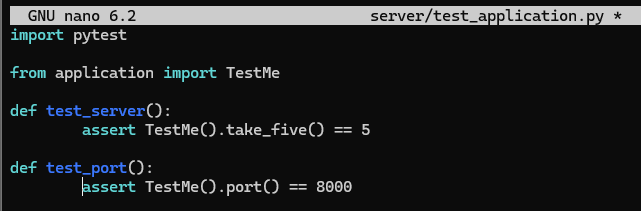 GNU nano 6.2 server/test_application.py *
import pytest
from application import TestMe
def test_server():
        assert TestMe().take_five() == 5
def test_port():
        assert TestMe().port() == 8000